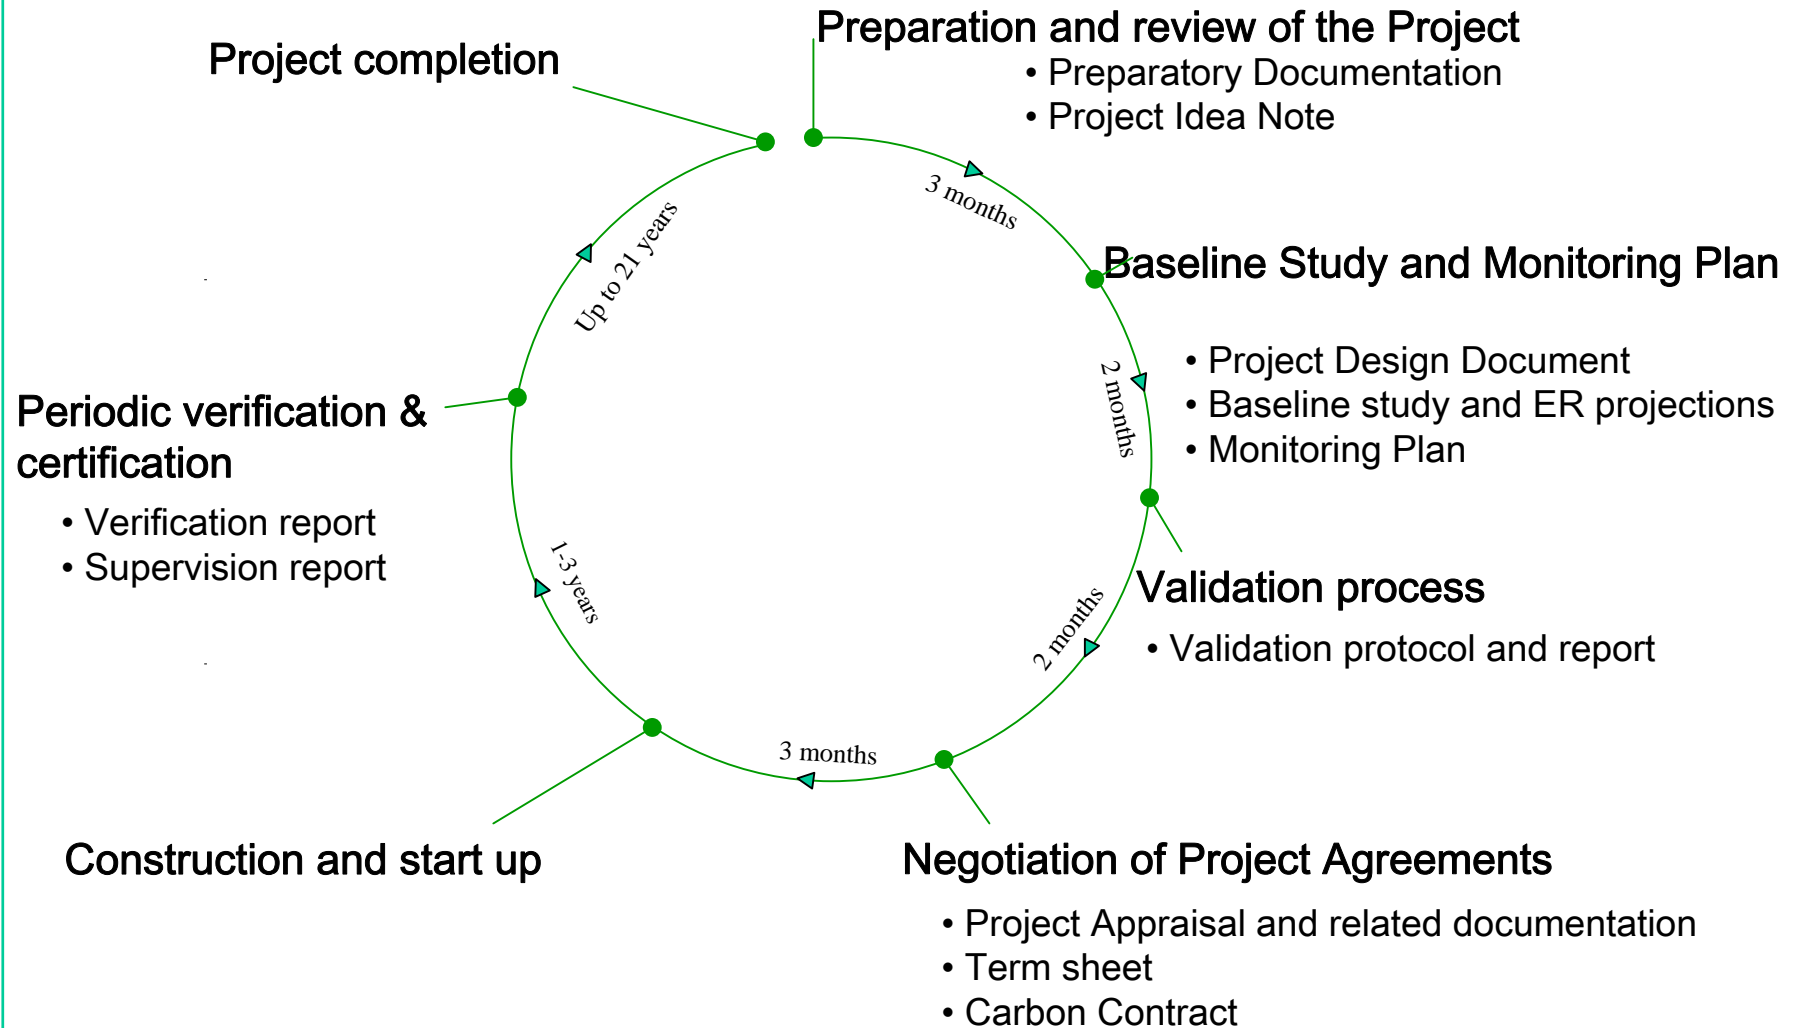 Project completion
Preparation and review of the Project
• Preparatory Documentation
• Project Idea Note
3 months
Baseline Study and Monitoring Plan
• Project Design Document
• Baseline study and ER projections
• Monitoring Plan
2 months
Validation process
• Validation protocol and report
2 months
Negotiation of Project Agreements
• Project Appraisal and related documentation
• Term sheet
• Carbon Contract
3 months
Construction and start up
1-3 years
Periodic verification &
certification
• Verification report
• Supervision report
Up to 21 years